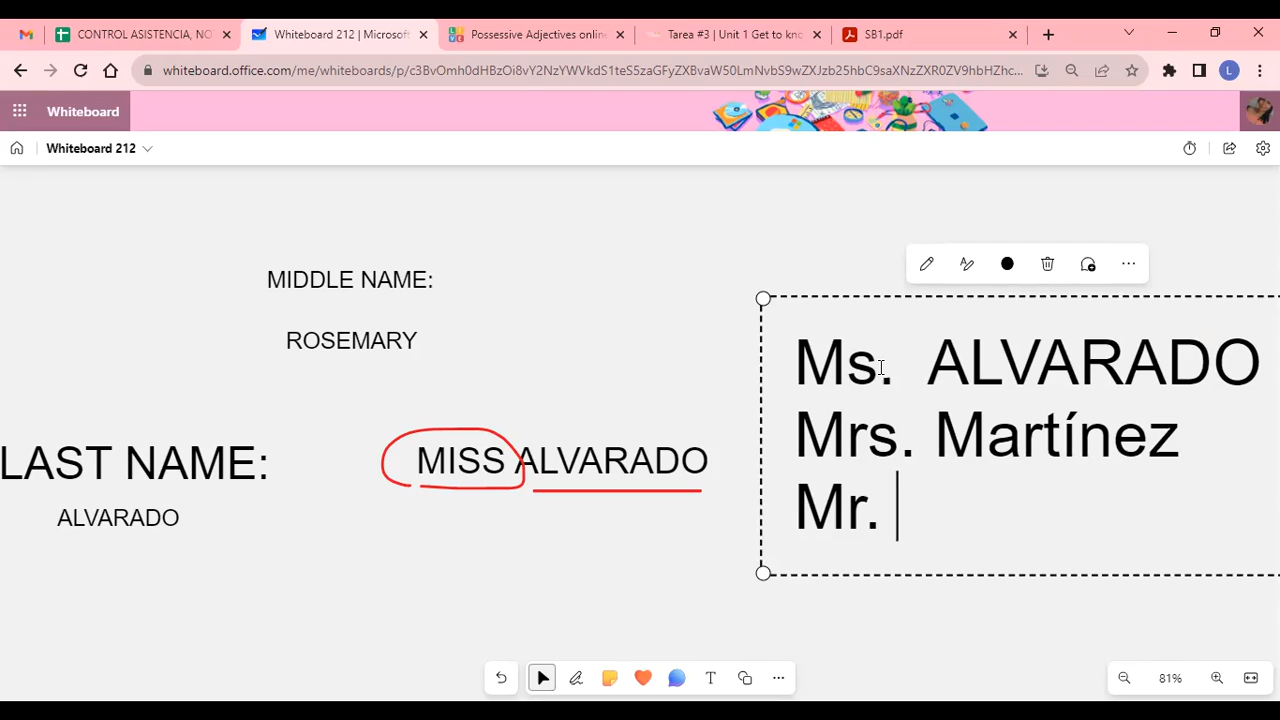 CONTROL ASISTENCIA, NO
Whiteboard 212 | Microsoft
Possessive Adjectives online
Tarea #3 | Unit 1 Get to kno
SB1.pdf
whiteboard.office.com/me/whiteboards/p/c3BvOmh0dHBzOi8vY2NzYWVkdS1teS5zaGFyZXBvaW50LmNvbS9wZXJzb25hbC9saXNzZXR0ZV9hbHZhc...
L
Whiteboard
Whiteboard 212
MIDDLE NAME:
ROSEMARY
LAST NAME:
ALVARADO
MISS ALVARADO
Ms. ALVARADO
Mrs. Martínez
Mr.
81%